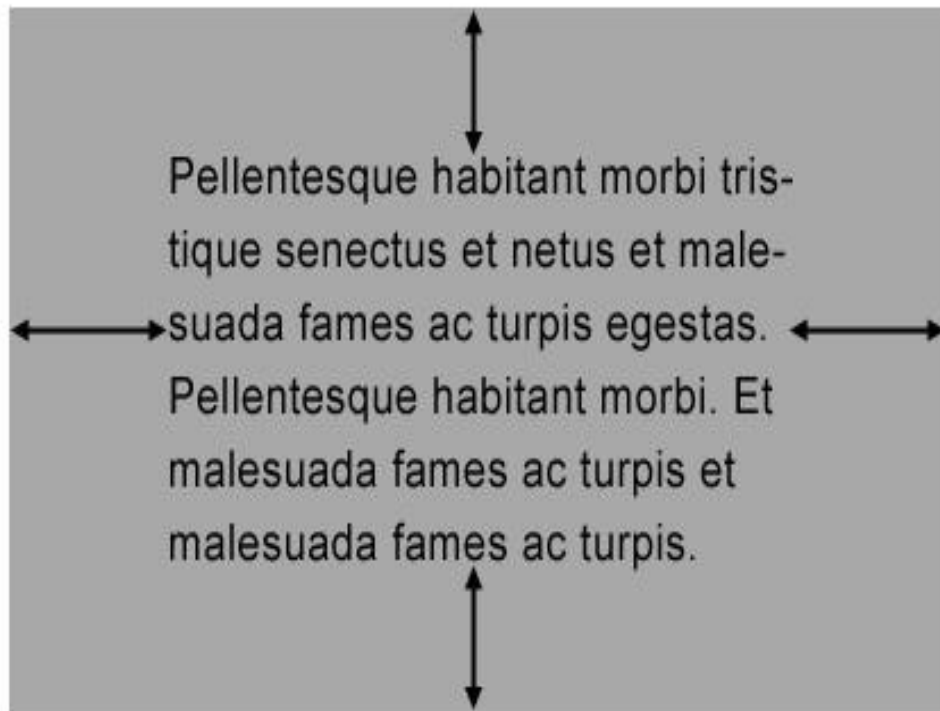 Pellentesque habitant morbi tris-
tique senectus et netus et male-
suada fames ac turpis egestas.
Pellentesque habitant morbi. Et
malesuada fames ac turpis et
malesuada fames ac turpis.